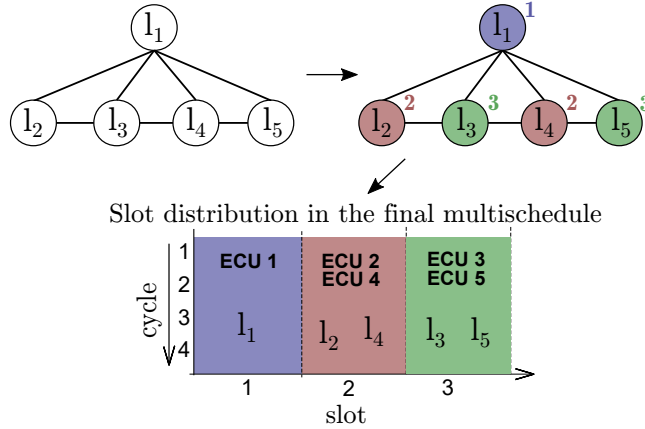 l₁
l₂ l₃ l₄ l₅
l₁ 1
l₂ 2 l₃ 3 l₄ 2 l₅ 3
Slot distribution in the final multischedule
cycle
1
2
3
4
ECU 1
l₁
ECU 2
ECU 4
l₂ l₄
ECU 3
ECU 5
l₃ l₅
1 2 3
slot